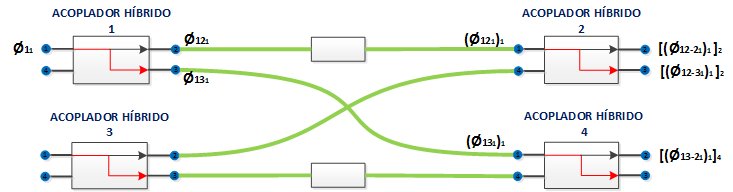 ACOPLADOR HÍBRIDO
1
ACOPLADOR HÍBRIDO
2
Ø1₁
Ø12₁
(Ø12₁)₁
[(Ø12-2₁)₁]₂
Ø13₁
[(Ø12-3₁)₁]₂
ACOPLADOR HÍBRIDO
3
ACOPLADOR HÍBRIDO
4
(Ø13₁)₁
[(Ø13-2₁)₁]₄